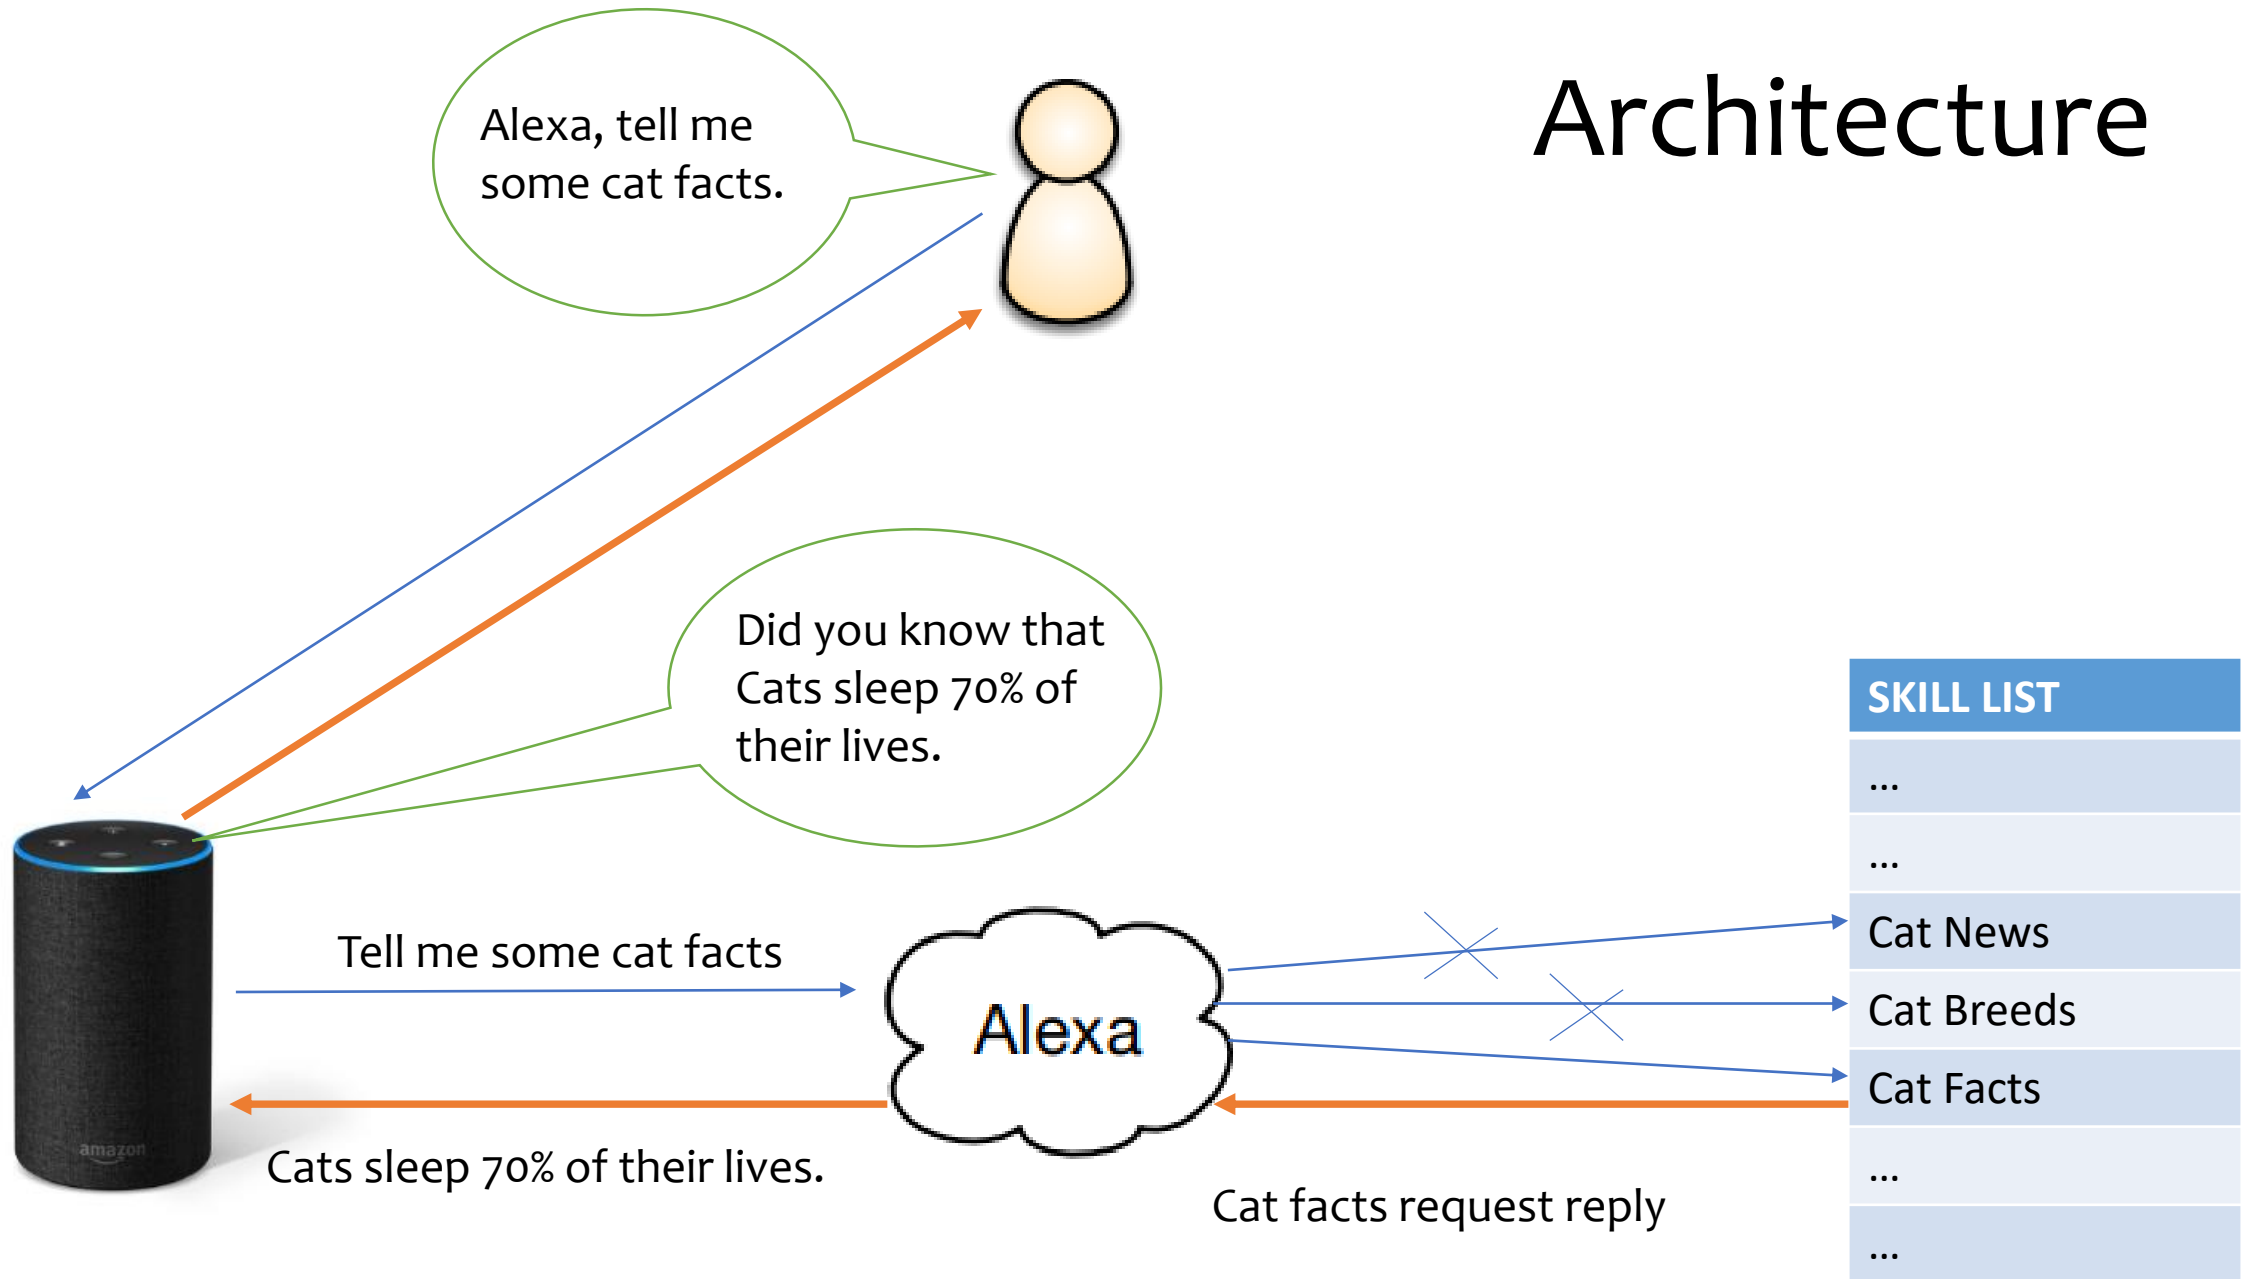 Architecture
Alexa, tell me
some cat facts.
Did you know that
Cats sleep 70% of
their lives.
SKILL LIST
...
...
Cat News
Cat Breeds
Cat Facts
...
...
Tell me some cat facts
Alexa
amazon
Cats sleep 70% of their lives.
Cat facts request reply